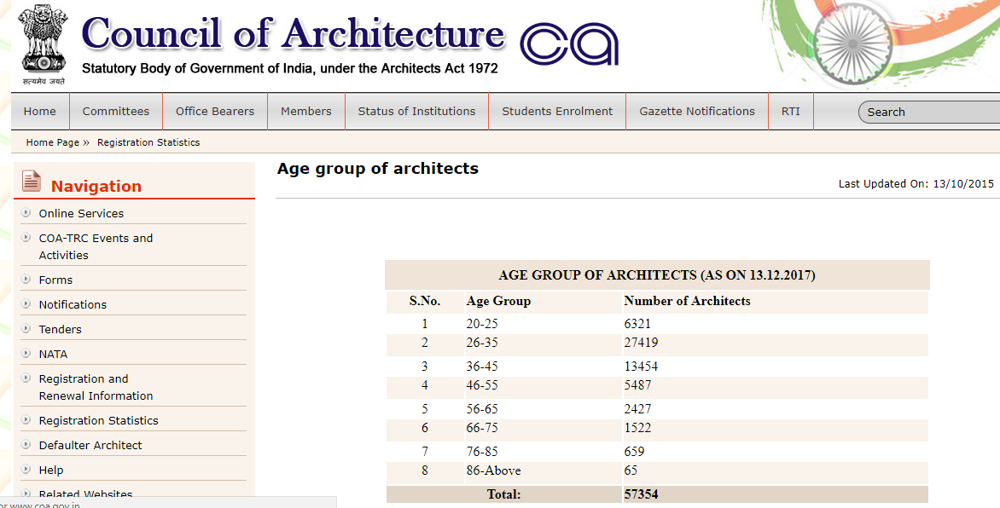 Council of Architecture ca
Statutory Body of Government of India, under the Architects Act 1972
सत्यमेव जयते
Home Committees Office Bearers Members Status of Institutions Students Enrolment Gazette Notifications RTI Search
Home Page » Registration Statistics
Navigation
Online Services
COA-TRC Events and
Activities
Forms
Notifications
Tenders
NATA
Registration and
Renewal Information
Registration Statistics
Defaulter Architect
Help
Related Websites
or www.coa.gov.in
Age group of architects
Last Updated On: 13/10/2015
AGE GROUP OF ARCHITECTS (AS ON 13.12.2017)
S.No. Age Group Number of Architects
1 20-25 6321
2 26-35 27419
3 36-45 13454
4 46-55 5487
5 56-65 2427
6 66-75 1522
7 76-85 659
8 86-Above 65
Total: 57354